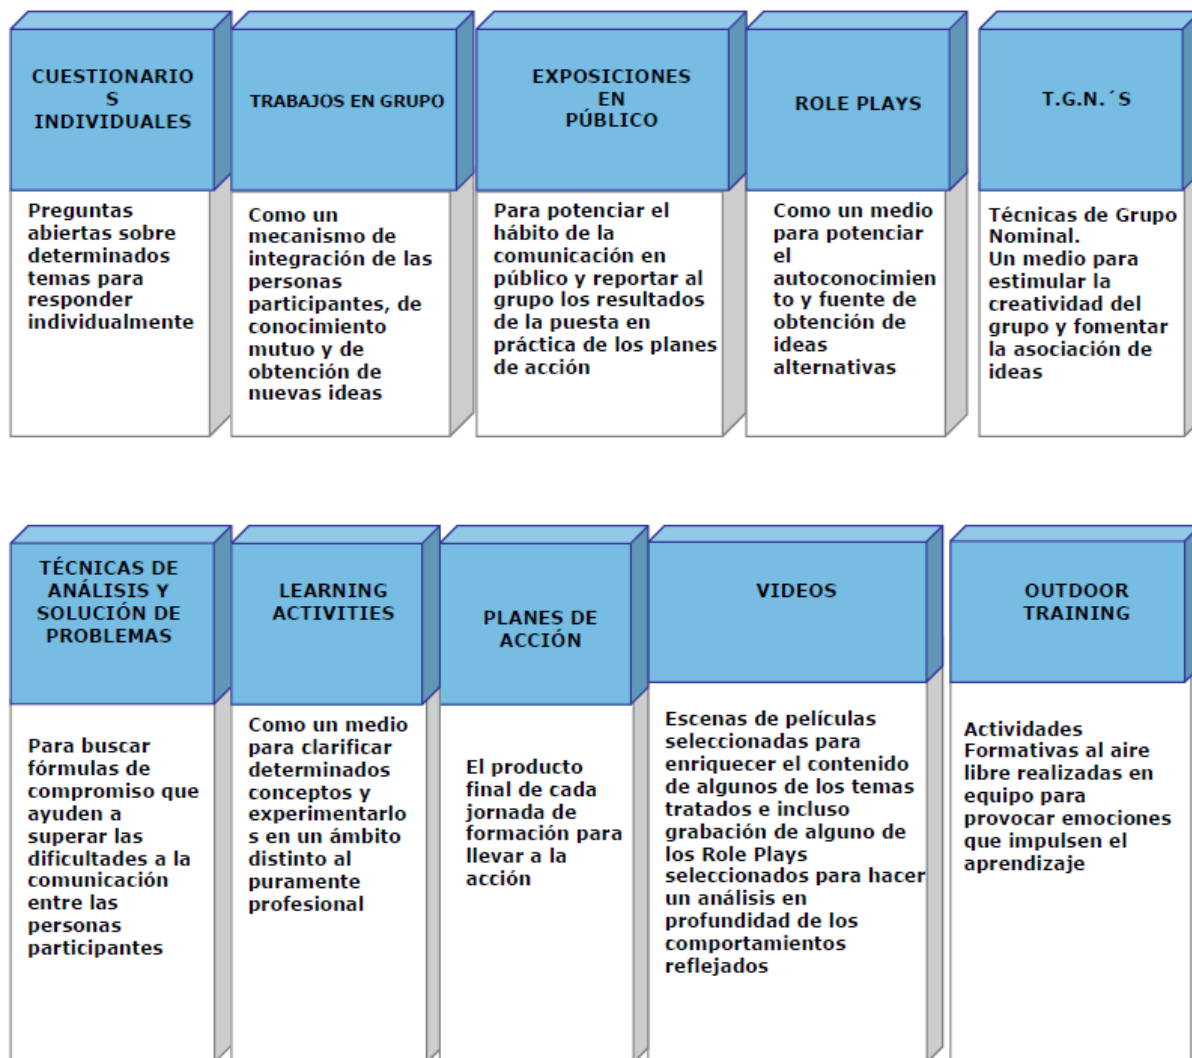 CUESTIONARIO
S
INDIVIDUALES
Preguntas
abiertas sobre
determinados
temas para
responder
individualmente
TRABAJOS EN GRUPO
Como un
mecanismo de
integración de las
personas
participantes, de
conocimiento
mutuo y de
obtención de
nuevas ideas
EXPOSICIONES
EN
PÚBLICO
Para potenciar el
hábito de la
comunicación en
público y reportar al
grupo los resultados
de la puesta en
práctica de los planes
de acción
ROLE PLAYS
Como un medio
para potenciar
el
autoconocimien
to y fuente de
obtención de
ideas
alternativas
T.G.N.´S
Técnicas de Grupo
Nominal.
Un medio para
estimular la
creatividad del
grupo y fomentar
la asociación de
ideas
TÉCNICAS DE
ANÁLISIS Y
SOLUCIÓN DE
PROBLEMAS
Para buscar
fórmulas de
compromiso que
ayuden a
superar las
dificultades a la
comunicación
entre las
personas
participantes
LEARNING
ACTIVITIES
Como un medio
para clarificar
determinados
conceptos y
experimentarlo
s en un ámbito
distinto al
puramente
profesional
PLANES DE
ACCIÓN
El producto
final de cada
jornada de
formación para
llevar a la
acción
VIDEOS
Escenas de películas
seleccionadas para
enriquecer el contenido
de algunos de los temas
tratados e incluso
grabación de alguno de
los Role Plays
seleccionados para hacer
un análisis en
profundidad de los
comportamientos
reflejados
OUTDOOR
TRAINING
Actividades
Formativas al aire
libre realizadas en
equipo para
provocar emociones
que impulsen el
aprendizaje